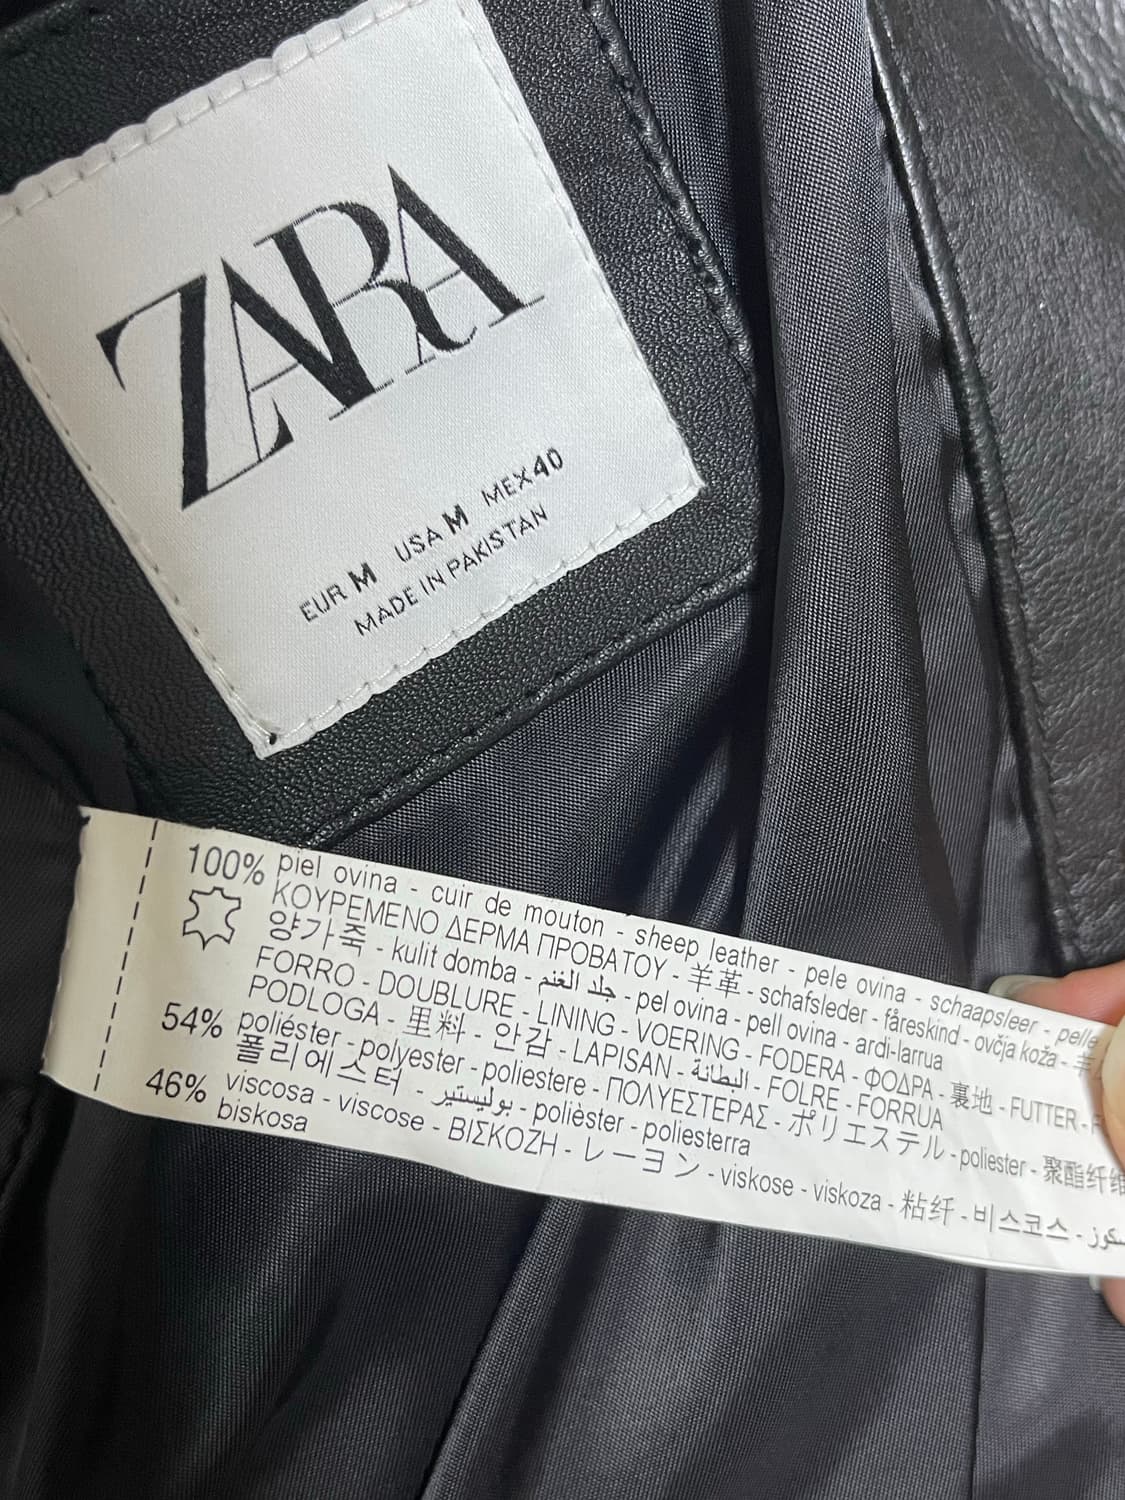 ZARA
EUR M USA M MEX 40
MADE IN PAKISTAN
100% piel ovina - cuir de mouton - sheep leather - pele ovina - schaapsleer - pelle
ΚΟΥΡΕΜΕΝΟ ΔΕΡΜΑ ΠΡΟΒΑΤΟΥ - 羊革 - schafsleder - fåreskind - ovčja koža - 羊
양가죽 - kulit domba - جلد الغنم - pel ovina - pell ovina - ardi-larrua
FORRO - DOUBLURE - LINING - VOERING - FODERA - ΦΟΔΡΑ - 裏地 - FUTTER -
PODLOGA - 里料 - 안감 - LAPISAN - البطانة - FOLRE - FORRUA
54% poliéster - polyester - poliestere - ΠΟΛΥΕΣΤΕΡΑΣ - ポリエステル - poliester - 聚酯纤维
폴리에스터 - بوليستير - polièster - poliesterra
46% viscosa - viscose - ΒΙΣΚΟΖΗ - レーヨン - viskose - viskoza - 粘纤 - 비스코스 -
biskosa